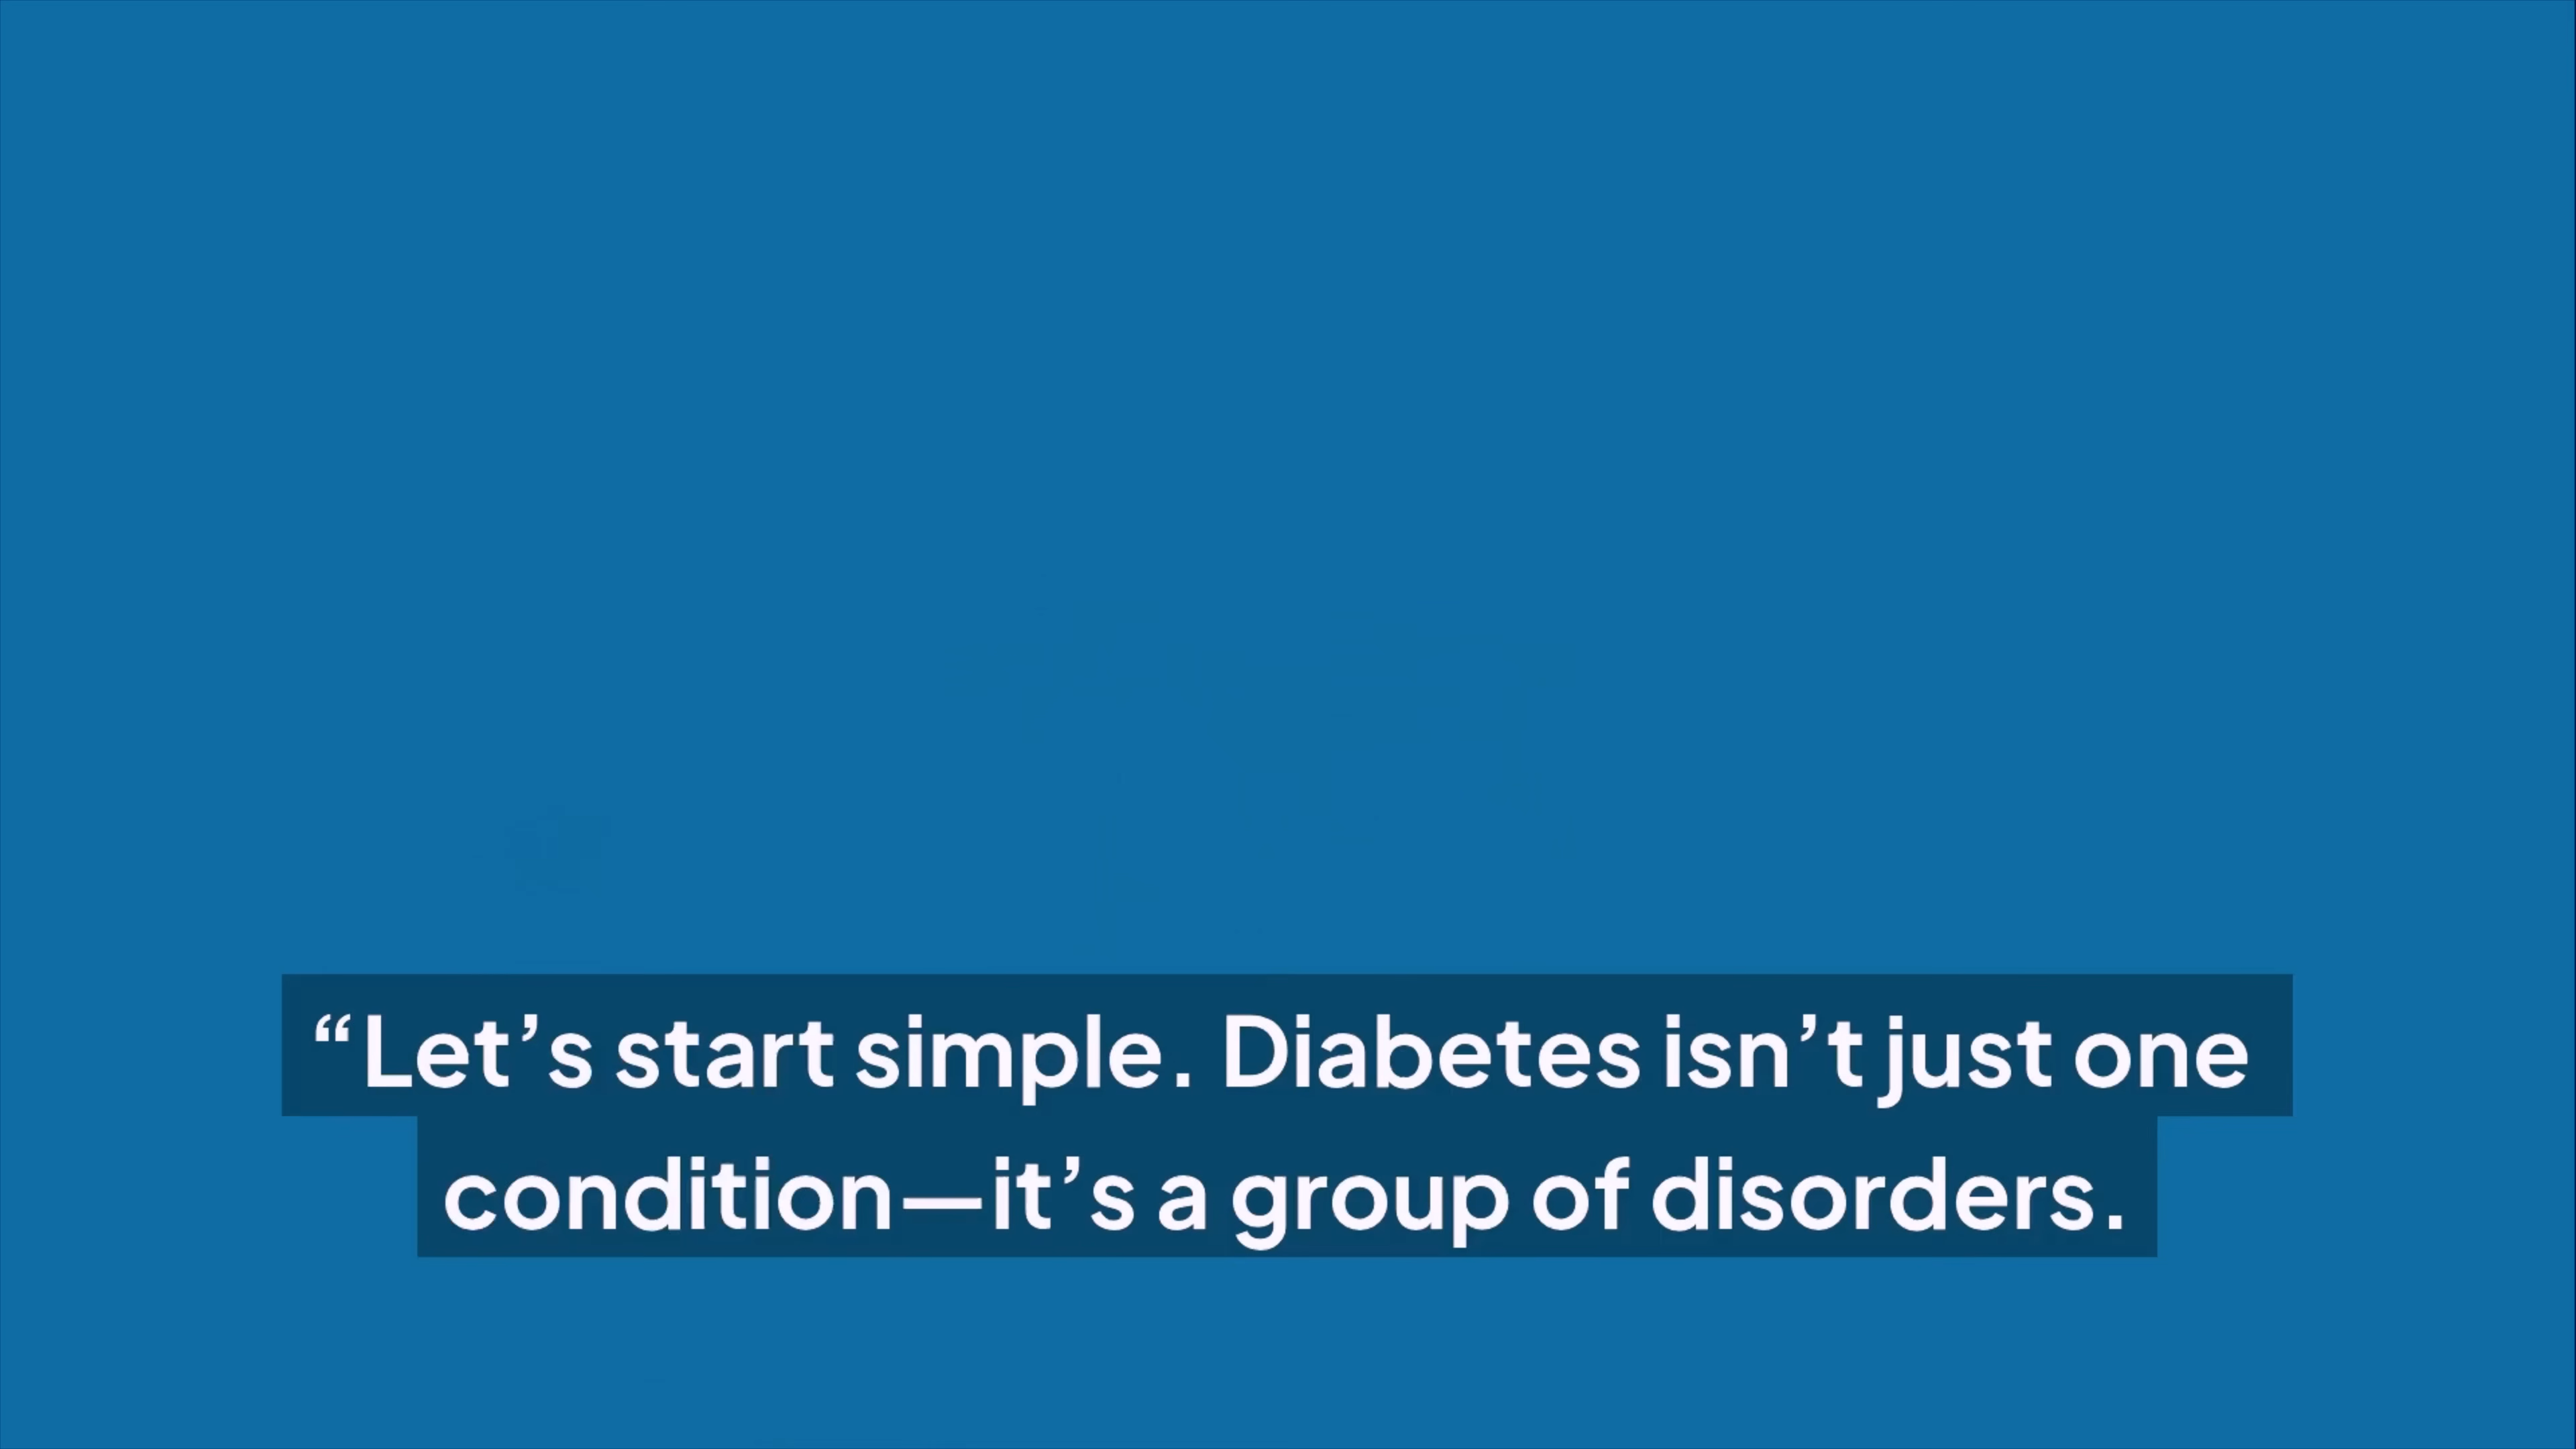 “Let’s start simple. Diabetes isn’t just one
condition—it’s a group of disorders.